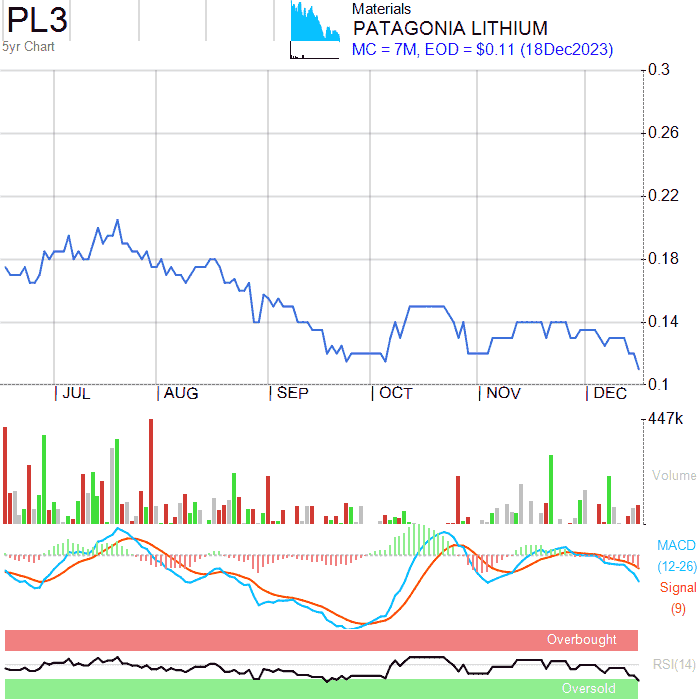 PL3
5yr Chart
Materials
PATAGONIA LITHIUM
MC = 7M, EOD = $0.11 (18Dec2023)
0.3
0.26
0.22
0.18
0.14
0.1
JUL AUG SEP OCT NOV DEC
447k
Volume
MACD
(12-26)
Signal
(9)
Overbought
RSI(14)
Oversold